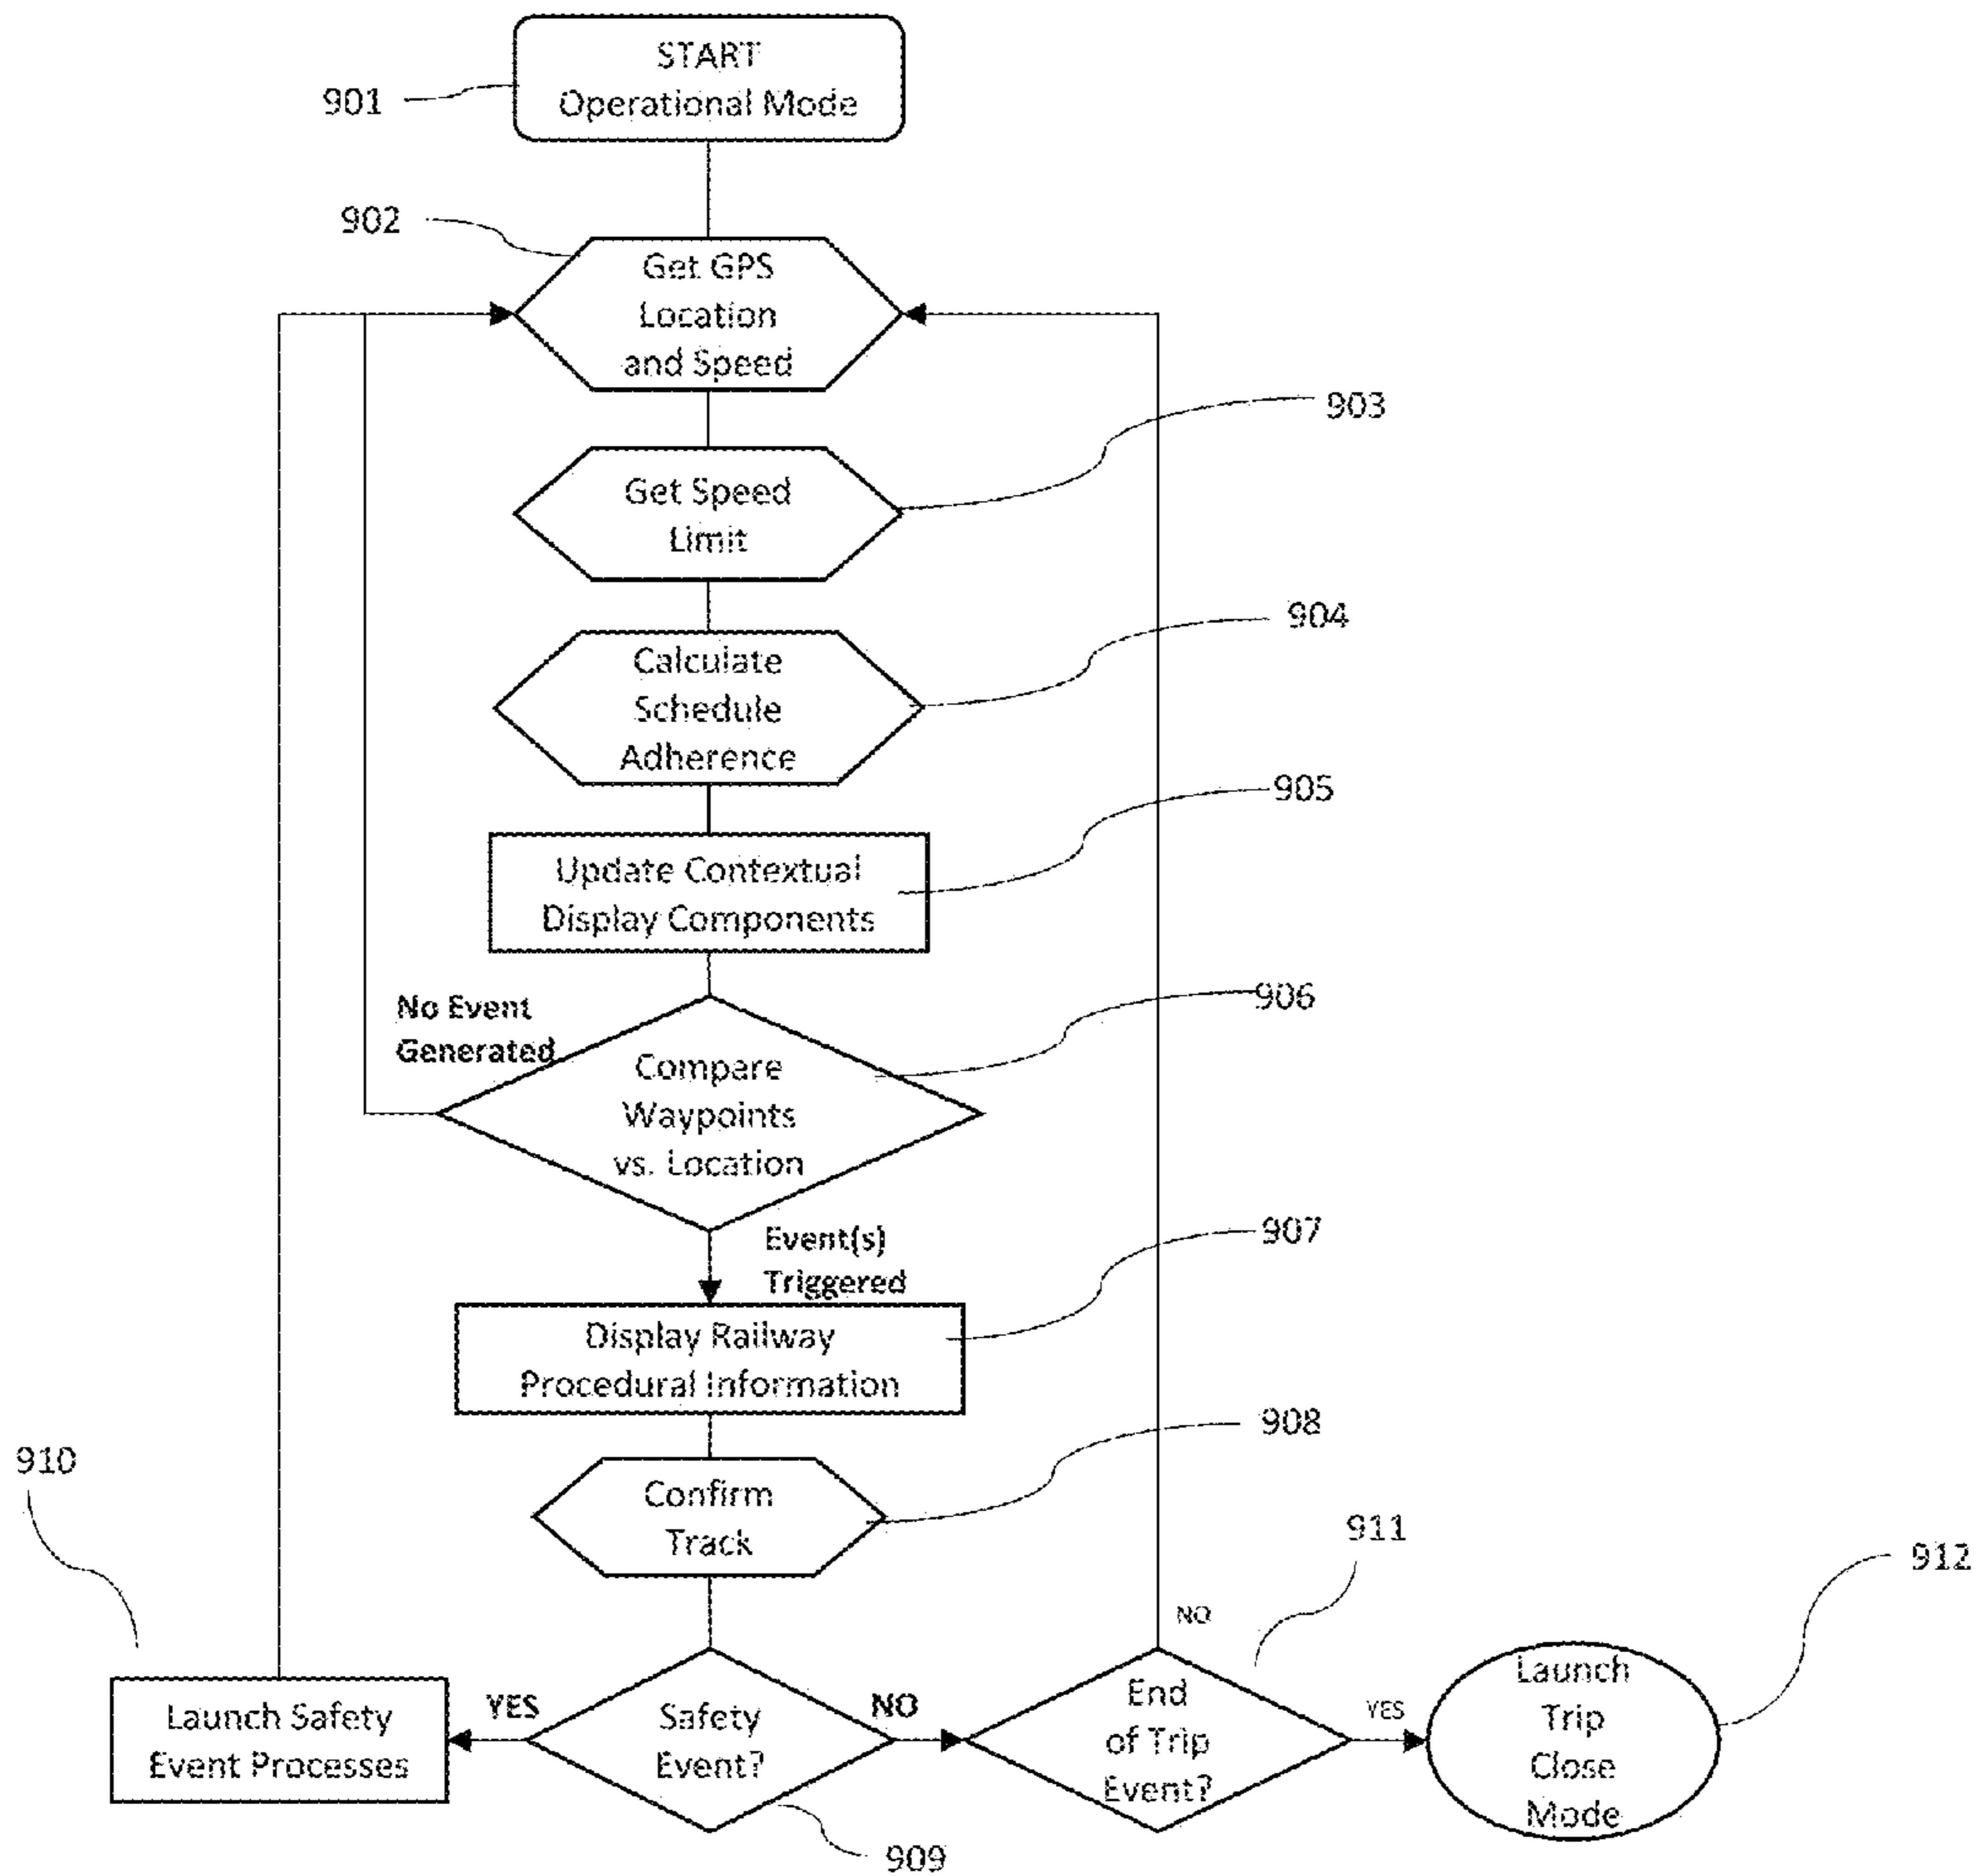 START
Operational Mode
901
902
Get GPS
Location
and Speed
903
Get Speed
Limit
904
Calculate
Schedule
Adherence
905
Update Contextual
Display Components
No Event
Generated
906
Compare
Waypoints
vs. Location
Event(s)
Triggered
907
Display Railway
Procedural Information
908
Confirm
Track
910
911
912
NO
Launch Safety
Event Processes
YES
Safety
Event?
NO
End
of Trip
Event?
YES
Launch
Trip
Close
Mode
909